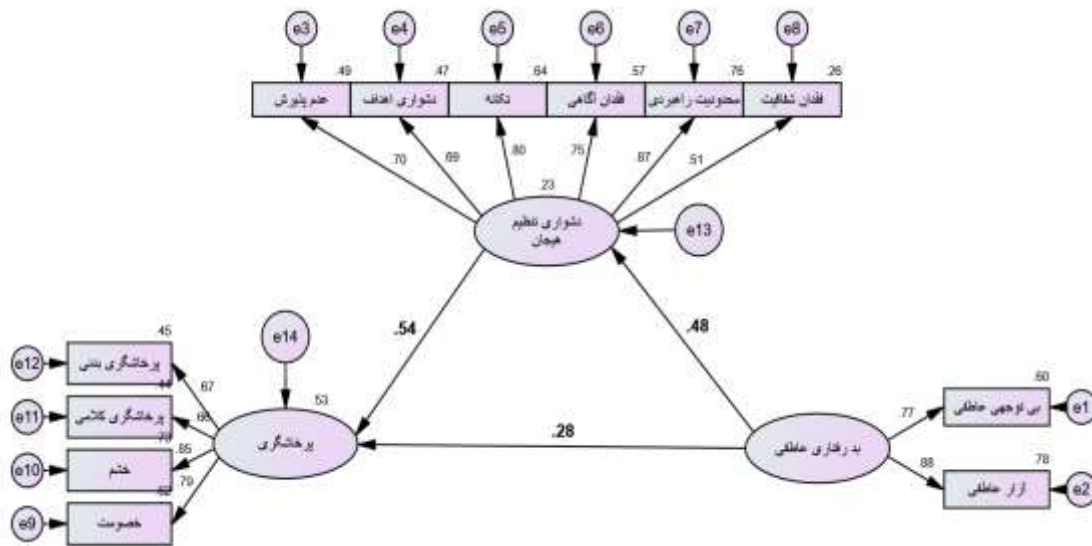 e3 e4 e5 e6 e7 e8
.49 .47 .64 .57 .76 .26
عدم پذیرش دشواری اهداف تکانه فقدان آگاهی محدودیت راهبردی فقدان شفافیت
.70 .69 .80 .75 .87 .51
.23
دشواری تنظیم
هیجان
e13
.54 .48
e14
.45
e12 پرخاشگری بدنی .67
e11 پرخاشگری کلامی .66
.53
پرخاشگری
.28
بد رفتاری عاطفی
e10 خشم .85
.79
e9 خصومت
.60
.77 بی توجهی عاطفی e1
.78
.88 آزار عاطفی e2